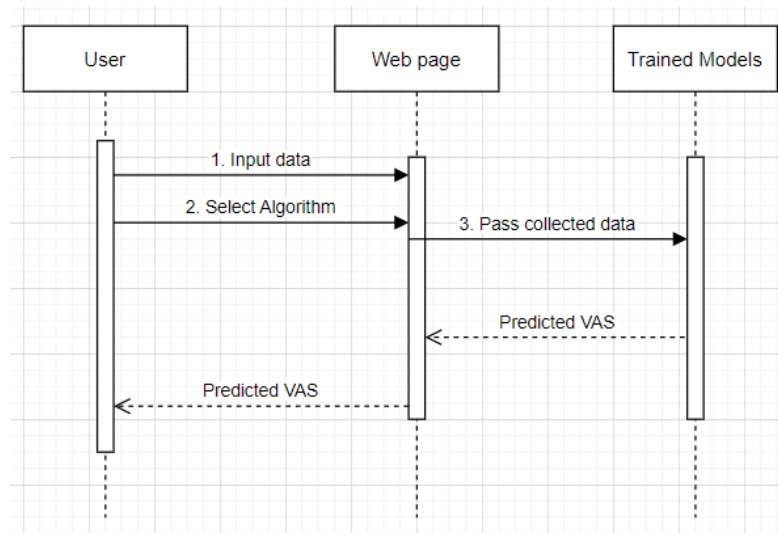 User
Web page
Trained Models
1. Input data
2. Select Algorithm
3. Pass collected data
Predicted VAS
Predicted VAS